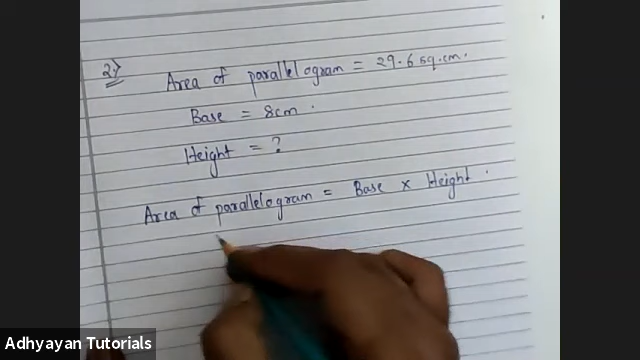 2)
Area of parallelogram = 29.6 sq.cm.
Base = 8cm.
Height = ?
Area of parallelogram = Base × Height.
Adhyayan Tutorials